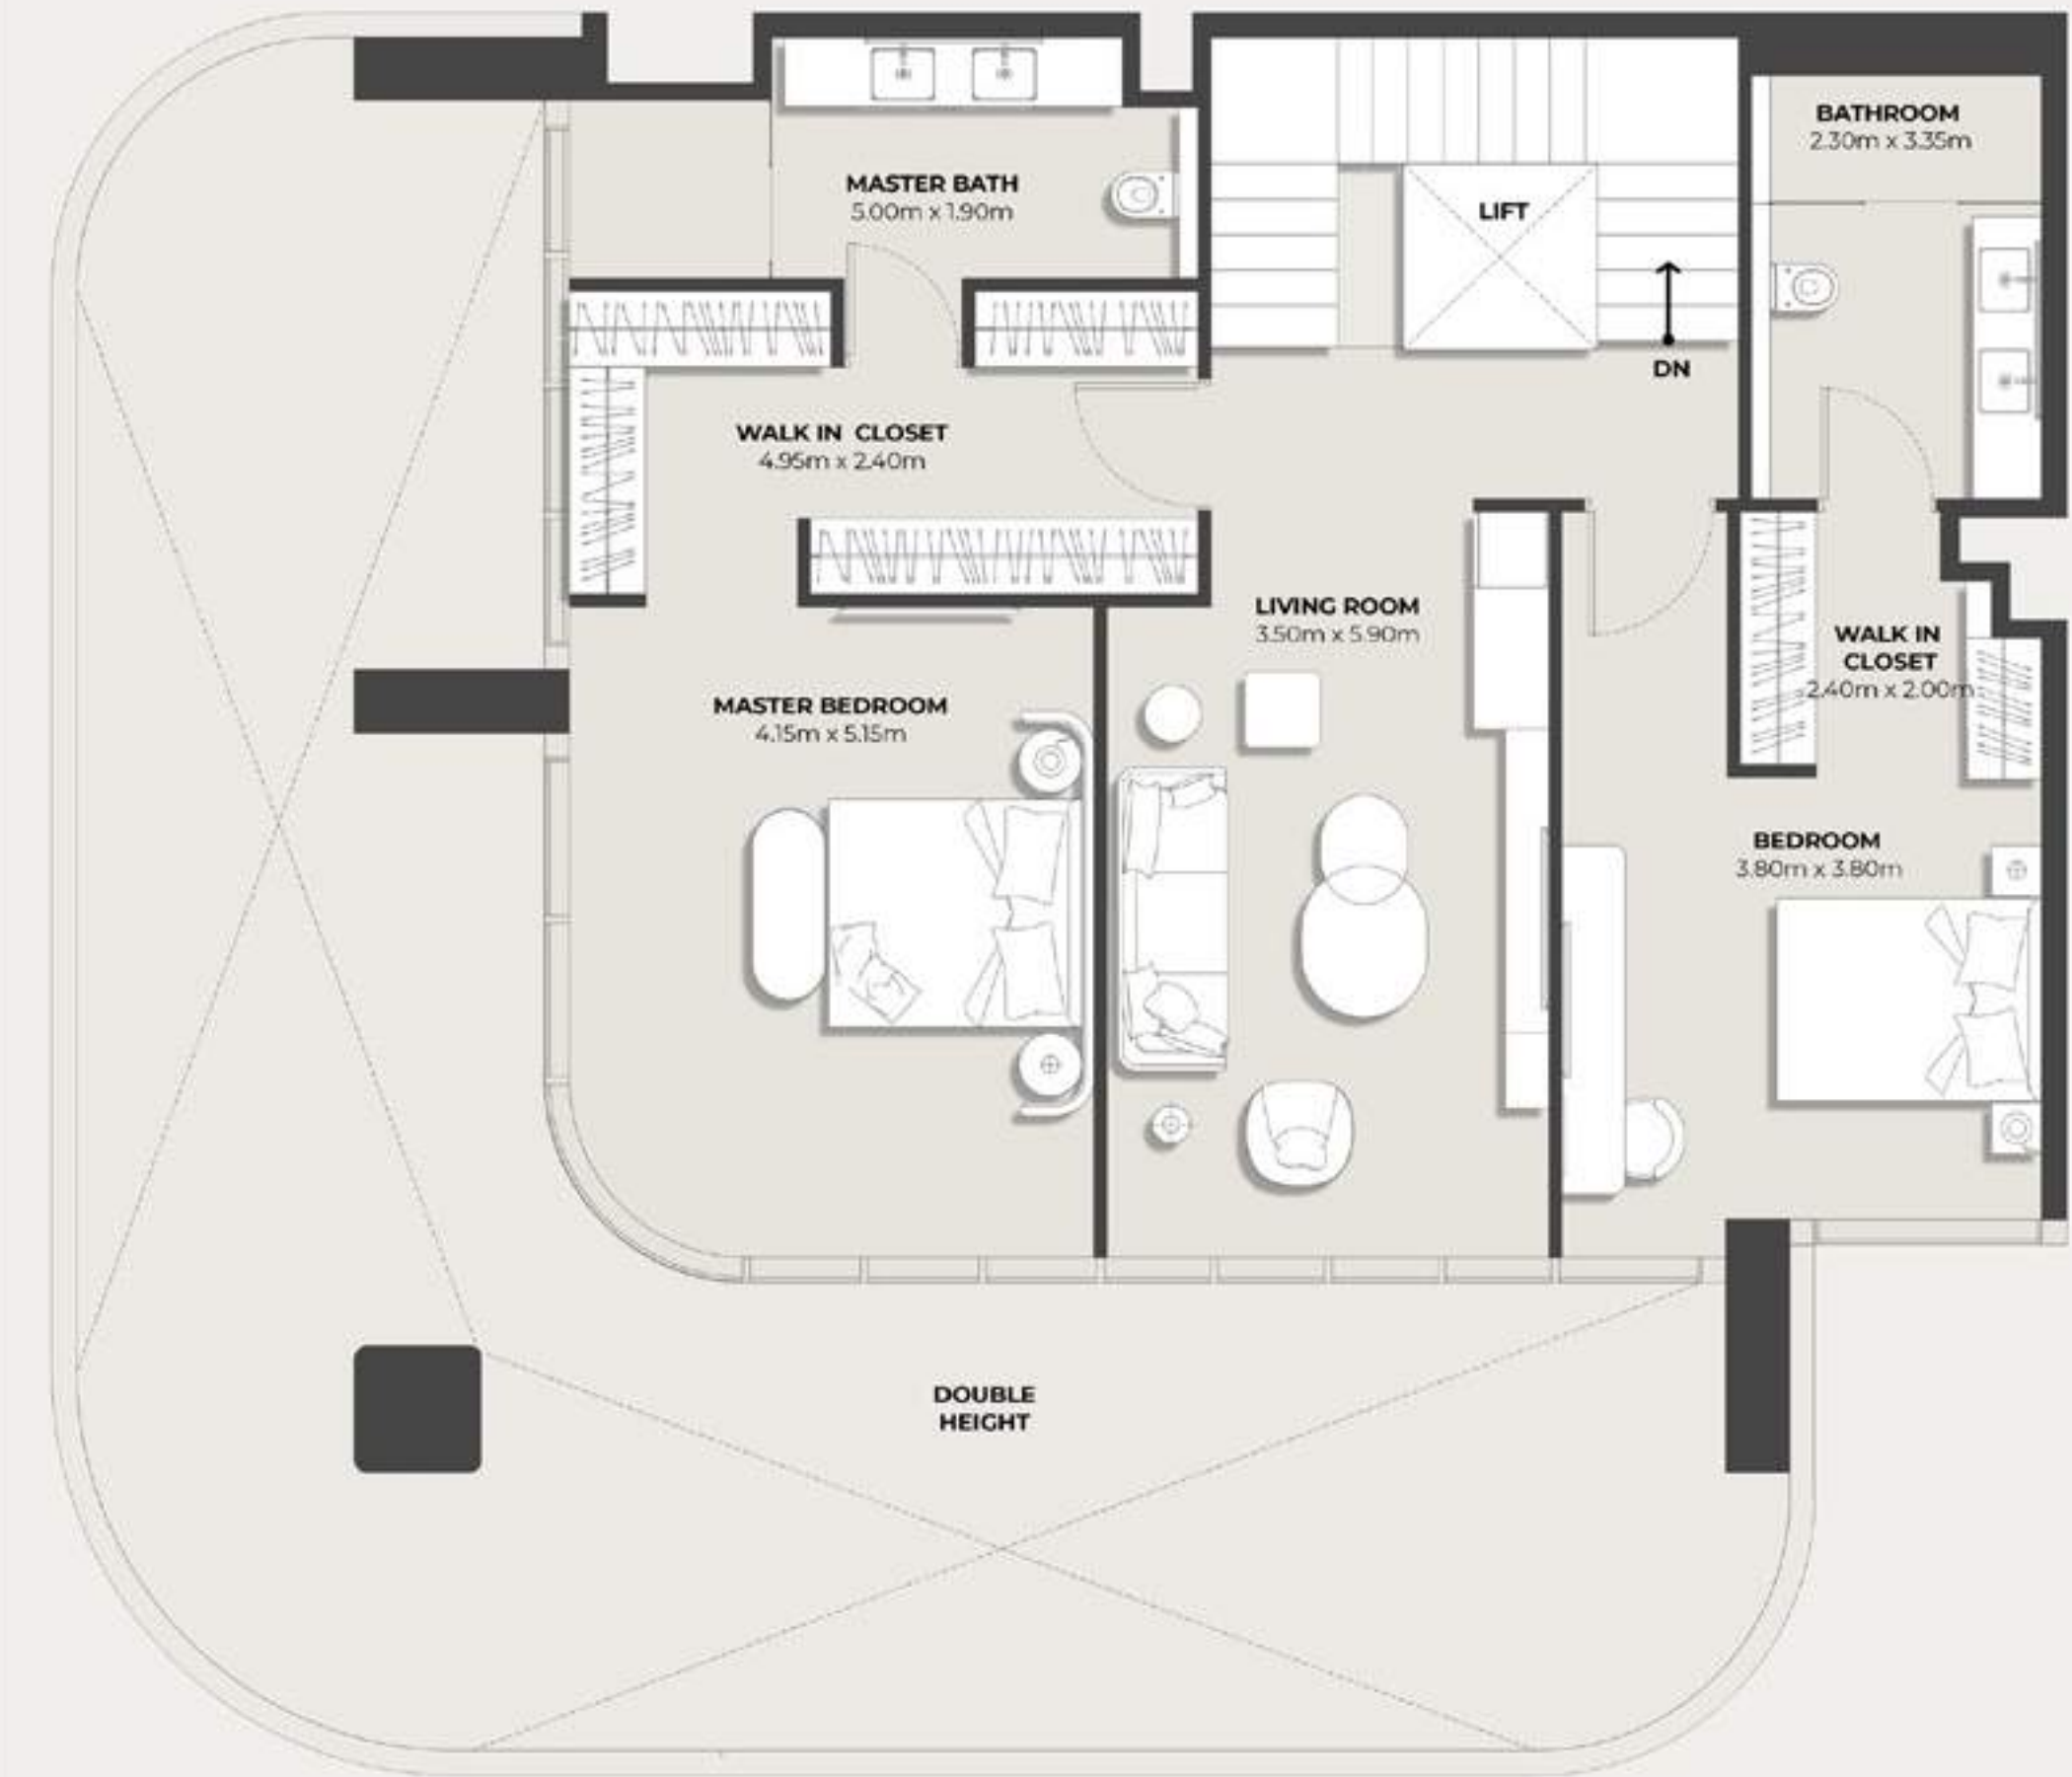 BATHROOM
2.30m x 3.35m
MASTER BATH
5.00m x 1.90m
LIFT
DN
WALK IN CLOSET
4.95m x 2.40m
LIVING ROOM
3.50m x 5.90m
WALK IN
CLOSET
2.40m x 2.00m
MASTER BEDROOM
4.15m x 5.15m
BEDROOM
3.80m x 3.80m
DOUBLE
HEIGHT